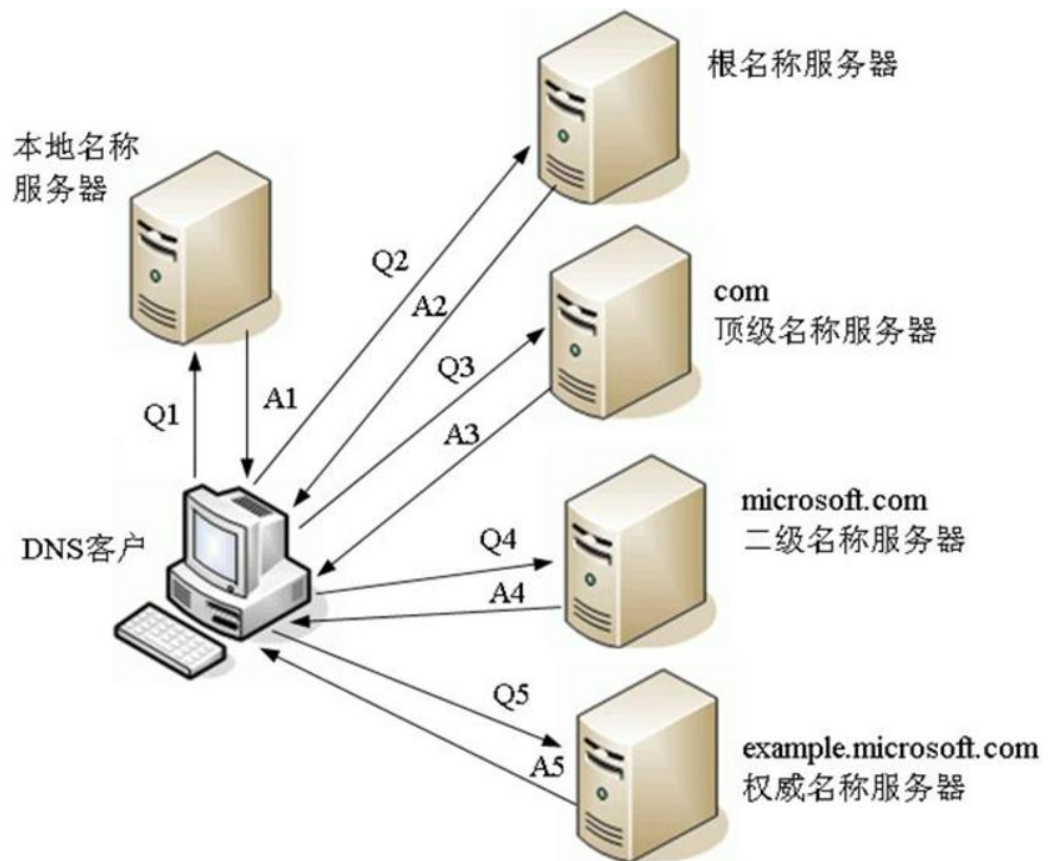 根名称服务器
本地名称
服务器
Q2
A2
com
顶级名称服务器
Q3
Q1
A1
A3
microsoft.com
二级名称服务器
DNS客户
Q4
A4
Q5
A5
example.microsoft.com
权威名称服务器